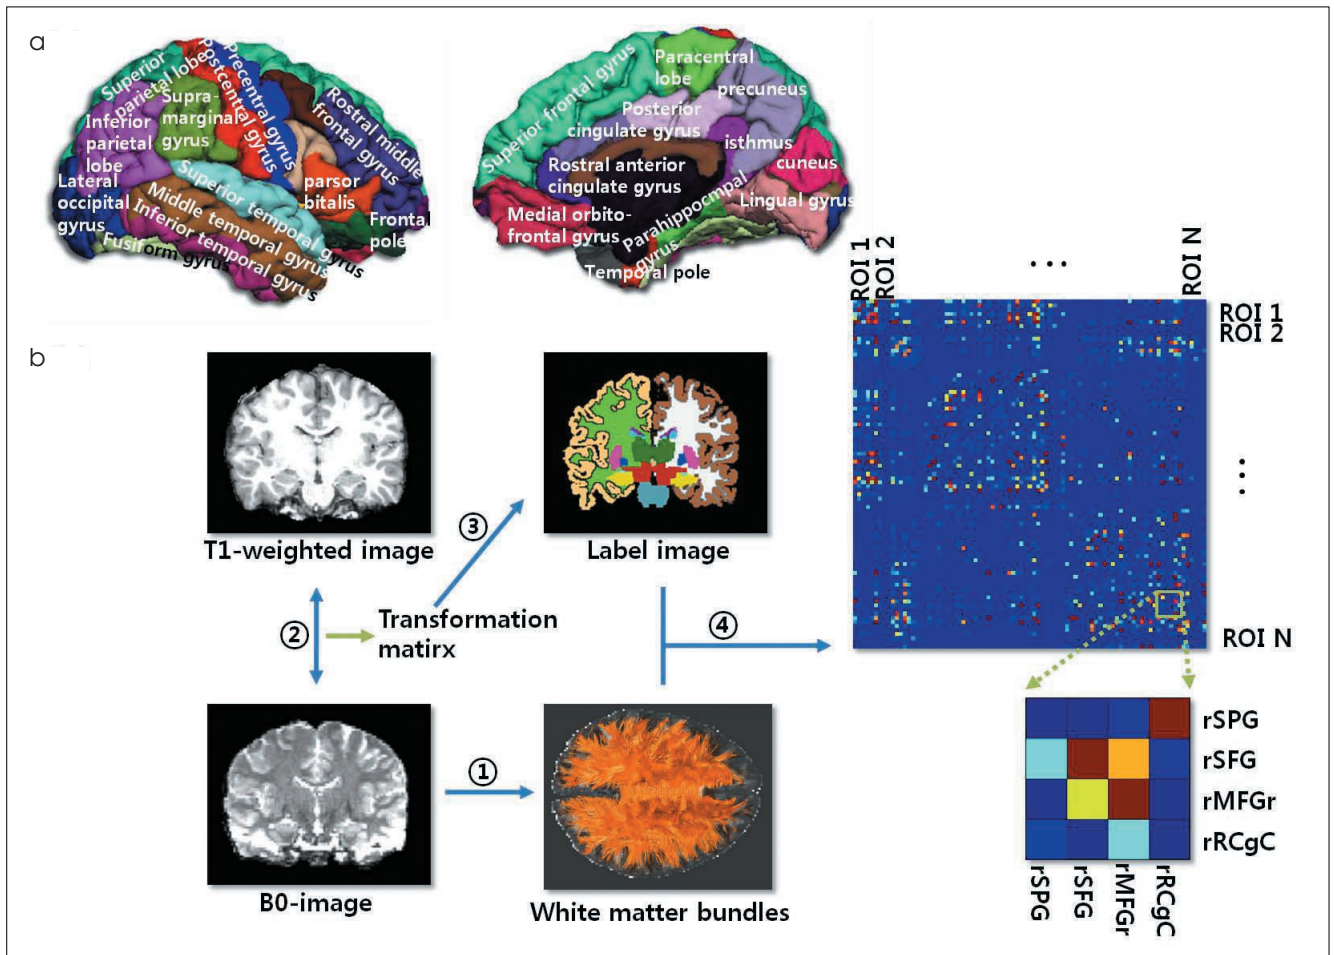 a
Superior
parietal lobe
Postcentral gyrus
Precentral gyrus
Supra-
marginal
gyrus
Rostral middle
frontal gyrus
Inferior
parietal
lobe
Lateral
occipital
gyrus
Superior temporal gyrus
Middle temporal gyrus
Inferior temporal gyrus
Fusiform gyrus
parsor
bitalis
Frontal
pole
Superior frontal gyrus
Paracentral
lobe
precuneus
Posterior
cingulate gyrus
isthmus
cuneus
Rostral anterior
cingulate gyrus
Lingual gyrus
Medial orbito-
frontal gyrus
Parahippocmpal
gyrus
Temporal pole
b
T1-weighted image
Label image
③
②
Transformation
matirx
④
①
B0-image
White matter bundles
ROI 1
ROI 2
...
ROI N
ROI 1
ROI 2
...
ROI N
rSPG
rSFG
rMFGr
rRCgC
rSPG
rSFG
rMFGr
rRCgC